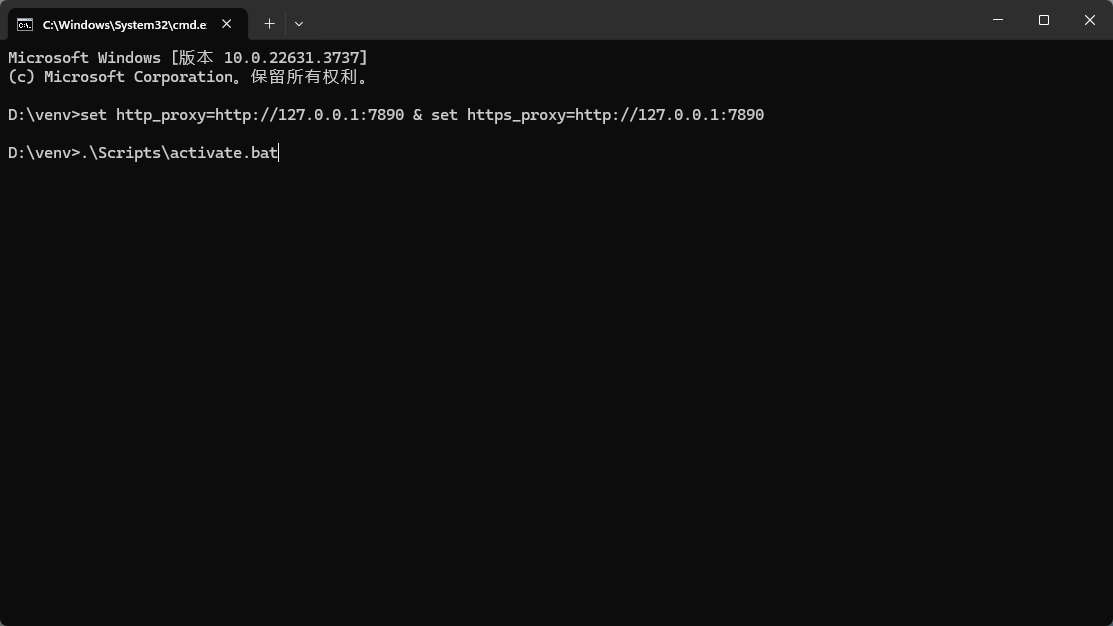 C:\Windows\System32\cmd.e
Microsoft Windows [版本 10.0.22631.3737]
(c) Microsoft Corporation。保留所有权利。
D:\venv>set http_proxy=http://127.0.0.1:7890 & set https_proxy=http://127.0.0.1:7890
D:\venv>.\Scripts\activate.bat